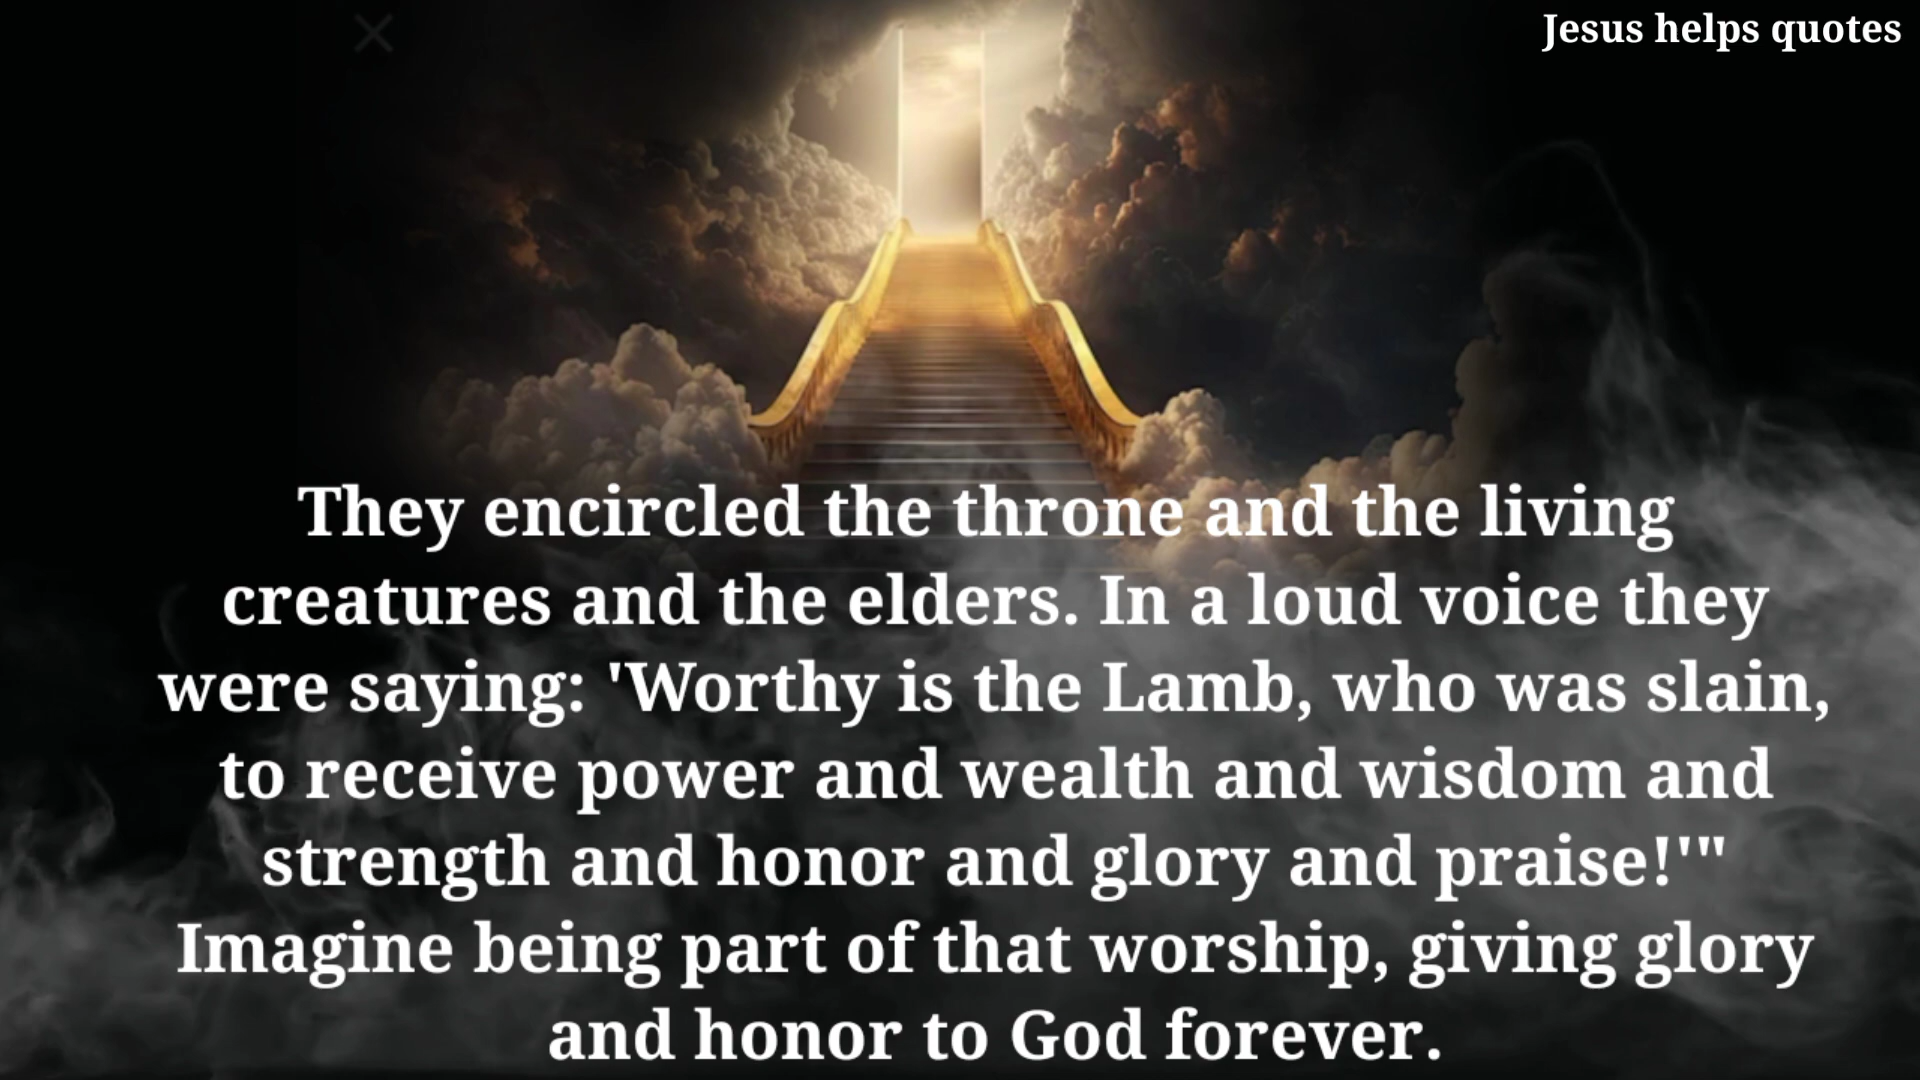 Jesus helps quotes
They encircled the throne and the living
creatures and the elders. In a loud voice they
were saying: 'Worthy is the Lamb, who was slain,
to receive power and wealth and wisdom and
strength and honor and glory and praise!'"
Imagine being part of that worship, giving glory
and honor to God forever.